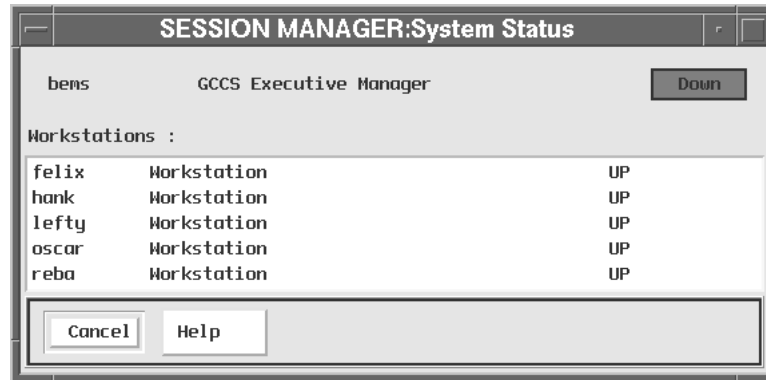 SESSION MANAGER:System Status
bems GCCS Executive Manager Down
Workstations :
felix Workstation UP
hank Workstation UP
lefty Workstation UP
oscar Workstation UP
reba Workstation UP
Cancel Help